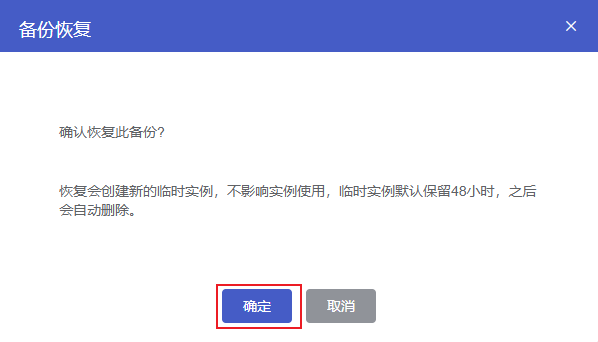 备份恢复
确认恢复此备份？
恢复会创建新的临时实例，不影响实例使用，临时实例默认保留48小时，之后
会自动删除。
确定 取消